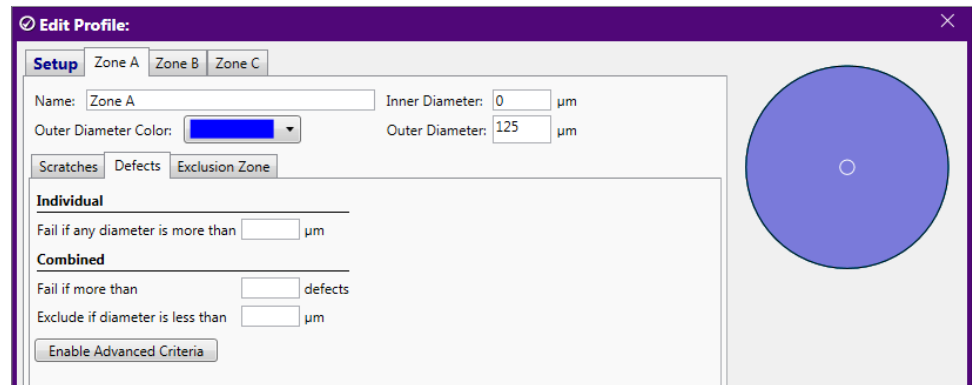 Edit Profile:
Setup Zone A Zone B Zone C
Name: Zone A Inner Diameter: 0 µm
Outer Diameter Color: Outer Diameter: 125 µm
Scratches Defects Exclusion Zone
Individual
Fail if any diameter is more than µm
Combined
Fail if more than defects
Exclude if diameter is less than µm
Enable Advanced Criteria